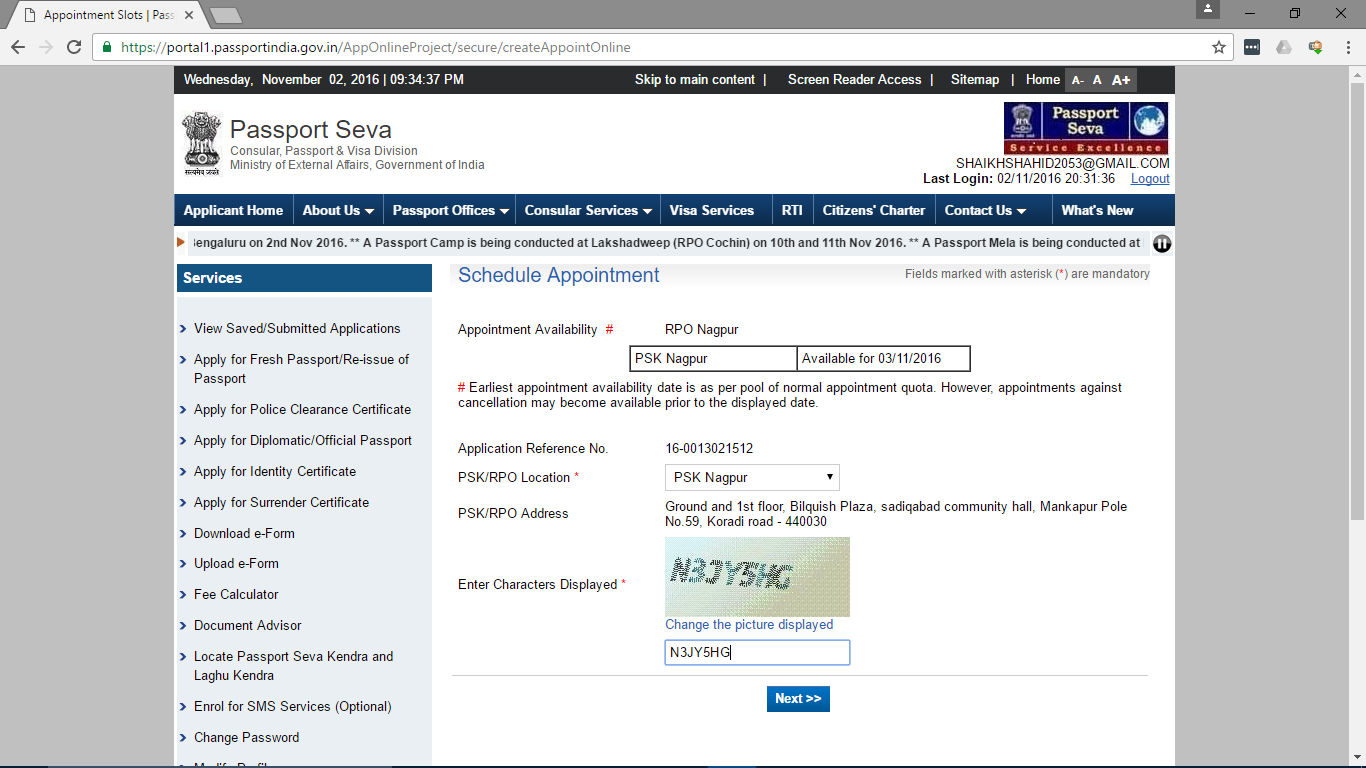 Appointment Slots | Pass
https://portal1.passportindia.gov.in/AppOnlineProject/secure/createAppointOnline
Wednesday, November 02, 2016 | 09:34:37 PM
Skip to main content | Screen Reader Access | Sitemap | Home A- A A+
Passport Seva
Consular, Passport & Visa Division
Ministry of External Affairs, Government of India
सत्यमेव जयते
Passport
Seva
Service Excellence
SHAIKHSHAHID2053@GMAIL.COM
Last Login: 02/11/2016 20:31:36 Logout
Applicant Home About Us Passport Offices Consular Services Visa Services RTI Citizens' Charter Contact Us What's New
engaluru on 2nd Nov 2016. ** A Passport Camp is being conducted at Lakshadweep (RPO Cochin) on 10th and 11th Nov 2016. ** A Passport Mela is being conducted at
Services
View Saved/Submitted Applications
Apply for Fresh Passport/Re-issue of
Passport
Apply for Police Clearance Certificate
Apply for Diplomatic/Official Passport
Apply for Identity Certificate
Apply for Surrender Certificate
Download e-Form
Upload e-Form
Fee Calculator
Document Advisor
Locate Passport Seva Kendra and
Laghu Kendra
Enrol for SMS Services (Optional)
Change Password
Schedule Appointment
Fields marked with asterisk (*) are mandatory
Appointment Availability # RPO Nagpur
PSK Nagpur Available for 03/11/2016
# Earliest appointment availability date is as per pool of normal appointment quota. However, appointments against
cancellation may become available prior to the displayed date.
Application Reference No. 16-0013021512
PSK/RPO Location * PSK Nagpur
PSK/RPO Address
Ground and 1st floor, Bilquish Plaza, sadiqabad community hall, Mankapur Pole
No.59, Koradi road - 440030
N3JY5HG
Enter Characters Displayed *
Change the picture displayed
N3JY5HG
Next >>